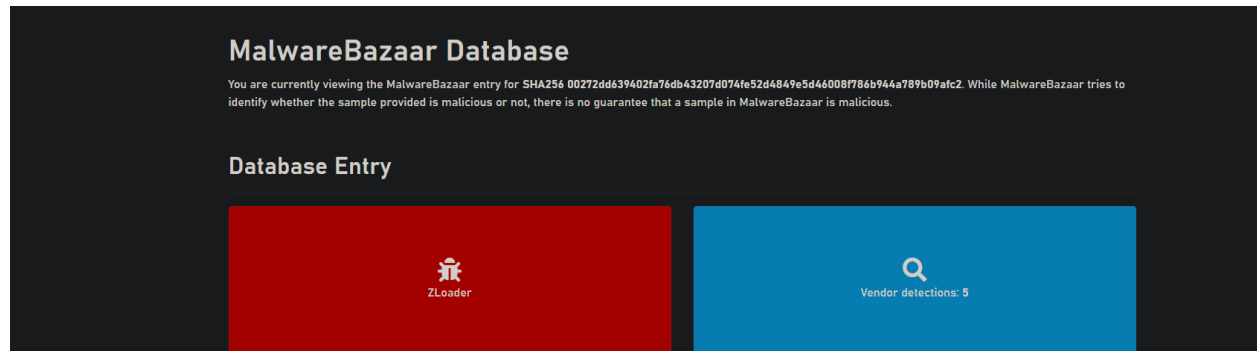 MalwareBazaar Database
You are currently viewing the MalwareBazaar entry for SHA256 00272dd639402fa76db43207d074fe52d4849e5d46008f786b944a789b09afc2. While MalwareBazaar tries to
identify whether the sample provided is malicious or not, there is no guarantee that a sample in MalwareBazaar is malicious.
Database Entry
ZLoader
Vendor detections: 5